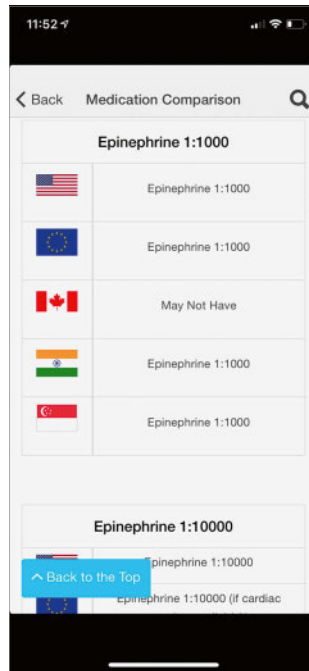 11:52
Back Medication Comparison
Epinephrine 1:1000
Epinephrine 1:1000
Epinephrine 1:1000
May Not Have
Epinephrine 1:1000
Epinephrine 1:1000
Epinephrine 1:10000
Epinephrine 1:10000
Back to the Top
Epinephrine 1:10000 (if cardiac